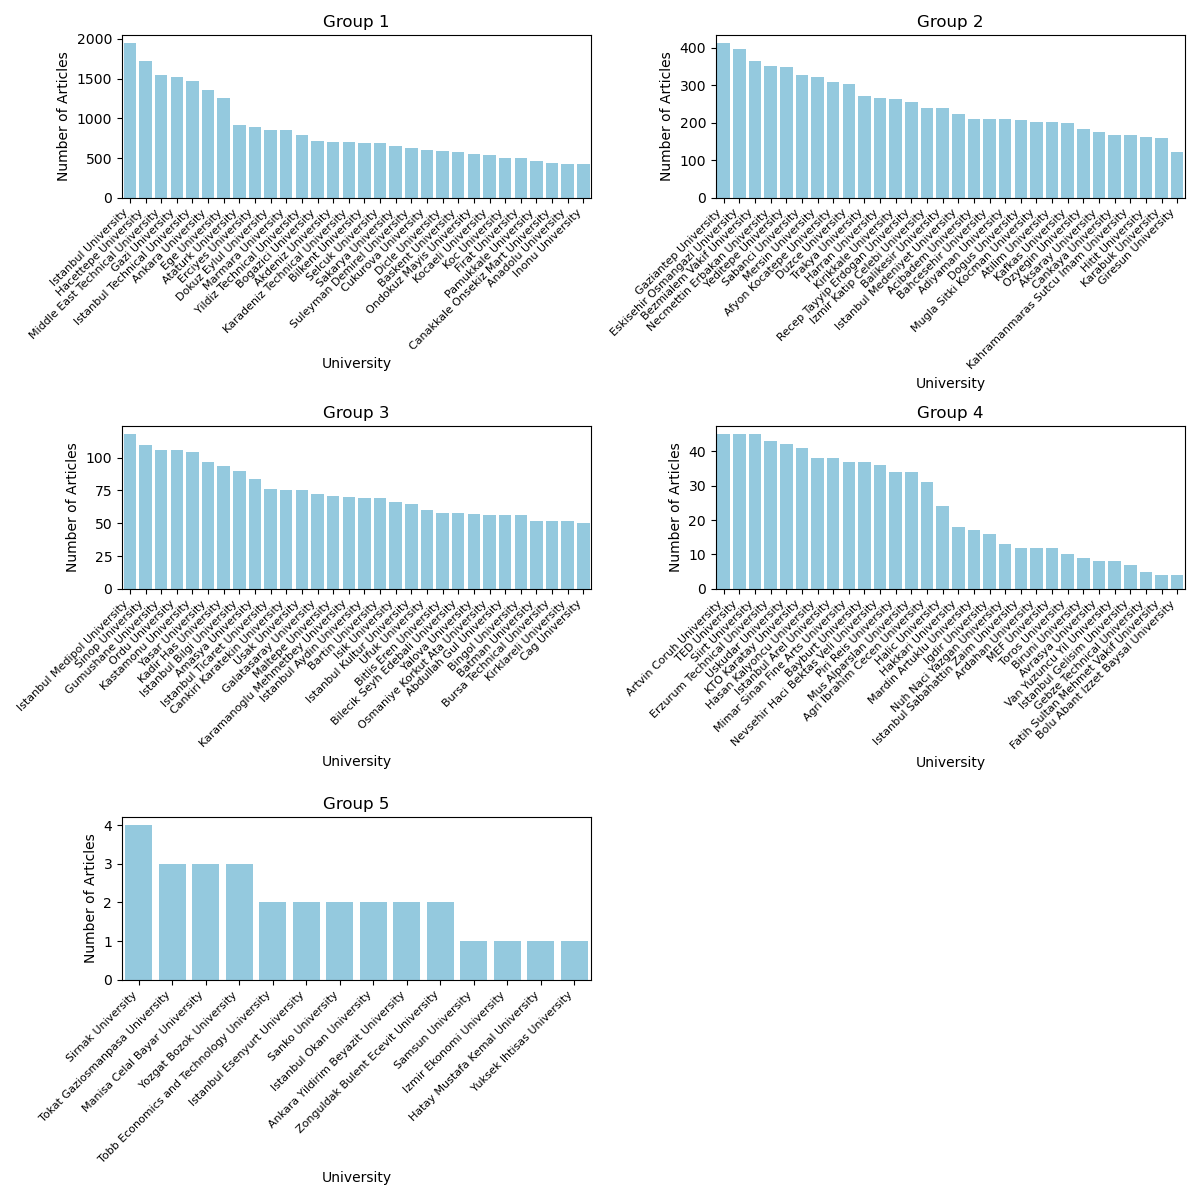 Group 1
Number of Articles
2000
1500
1000
500
0
Istanbul University
Hacettepe University
Middle East Technical University
Gazi University
Istanbul Technical University
Ankara University
Ege University
Ataturk University
Erciyes University
Dokuz Eylul University
Marmara University
Yildiz Technical University
Bogazici University
Akdeniz University
Karadeniz Technical University
Bilkent University
Selcuk University
Sakarya University
Suleyman Demirel University
Cukurova University
Dicle University
Baskent University
Ondokuz Mayis University
Kocaeli University
Koc University
Firat University
Pamukkale University
Canakkale Onsekiz Mart University
Anadolu University
Inonu University
University
Group 2
Number of Articles
400
300
200
100
0
Gaziantep University
Eskisehir Osmangazi University
Bezmialem Vakif University
Necmettin Erbakan University
Yeditepe University
Sabanci University
Mersin University
Afyon Kocatepe University
Duzce University
Trakya University
Harran University
Kirikkale University
Recep Tayyip Erdogan University
Izmir Katip Celebi University
Balikesir University
Istanbul Medeniyet University
Acibadem University
Bahcesehir University
Adiyaman University
Dogus University
Mugla Sitki Kocman University
Atilim University
Kafkas University
Ozyegin University
Aksaray University
Cankaya University
Kahramanmaras Sutcu Imam University
Hitit University
Karabuk University
Giresun University
University
Group 3
Number of Articles
100
75
50
25
0
Istanbul Medipol University
Sinop University
Gumushane University
Ordu University
Kastamonu University
Yasar University
Kadir Has University
Istanbul Bilgi University
Amasya University
Istanbul Ticaret University
Cankiri Karatekin University
Usak University
Galatasaray University
Maltepe University
Karamanoglu Mehmetbey University
Istanbul Aydin University
Bartin University
Isik University
Istanbul Kultur University
Ufuk University
Bitlis Eren University
Bilecik Seyh Edebali University
Yalova University
Osmaniye Korkut Ata University
Abdullah Gul University
Bingol University
Batman University
Bursa Technical University
Kirklareli University
Cag University
University
Group 4
Number of Articles
40
30
20
10
0
Artvin Coruh University
TED University
Erzurum Technical University
Siirt University
Uskudar University
KTO Karatay University
Hasan Kalyoncu University
Istanbul Arel University
Mimar Sinan Fine Arts University
Bayburt University
Nevsehir Haci Bektas Veli University
Piri Reis University
Mus Alparslan University
Agri Ibrahim Cecen University
Halic University
Hakkari University
Mardin Artuklu University
Igdir University
Nuh Naci Yazgan University
Istanbul Sabahattin Zaim University
Ardahan University
MEF University
Toros University
Biruni University
Avrasya University
Van Yuzuncu Yil University
Istanbul Gelisim University
Gebze Technical University
Fatih Sultan Mehmet Vakif University
Bolu Abant Izzet Baysal University
University
Group 5
Number of Articles
4
3
2
1
0
Sirnak University
Tokat Gaziosmanpasa University
Manisa Celal Bayar University
Yozgat Bozok University
Tobb Economics and Technology University
Istanbul Esenyurt University
Sanko University
Istanbul Okan University
Ankara Yildirim Beyazit University
Zonguldak Bulent Ecevit University
Samsun University
Izmir Ekonomi University
Hatay Mustafa Kemal University
Yuksek Ihtisas University
University